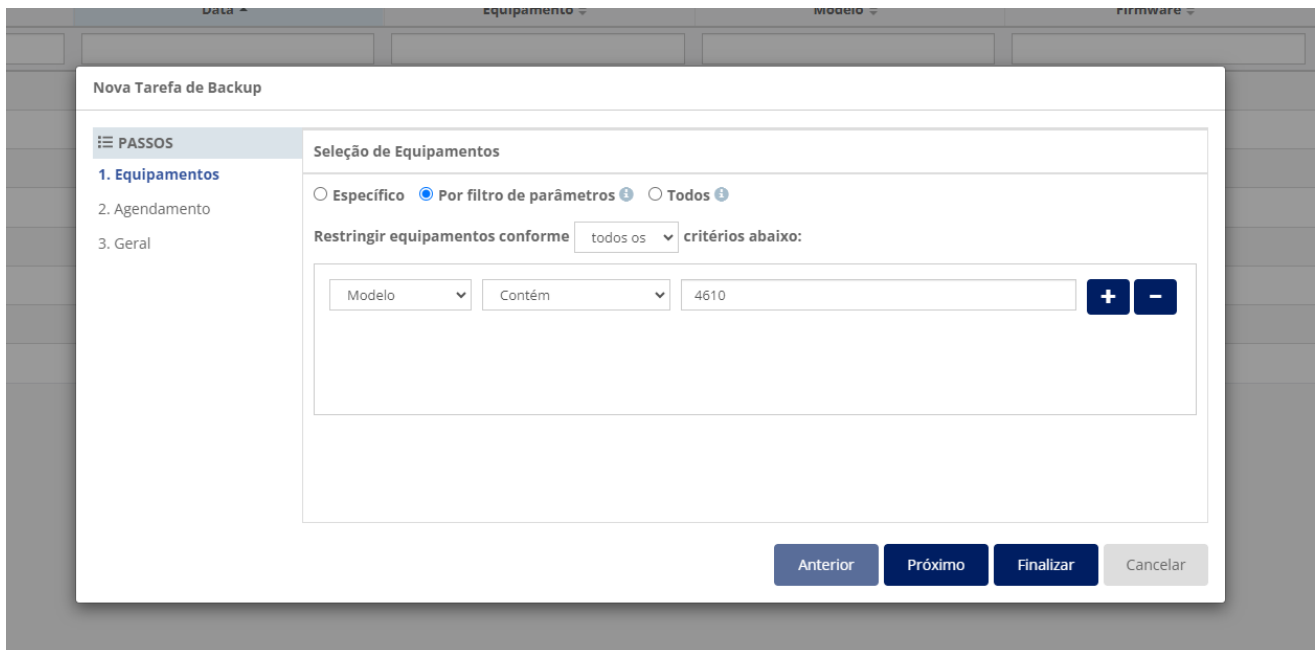 Data Equipamento Modelo Firmware
Nova Tarefa de Backup
PASSOS
1. Equipamentos
2. Agendamento
3. Geral
Seleção de Equipamentos
Específico Por filtro de parâmetros Todos
Restringir equipamentos conforme todos os critérios abaixo:
Modelo Contém 4610 + -
Anterior Próximo Finalizar Cancelar